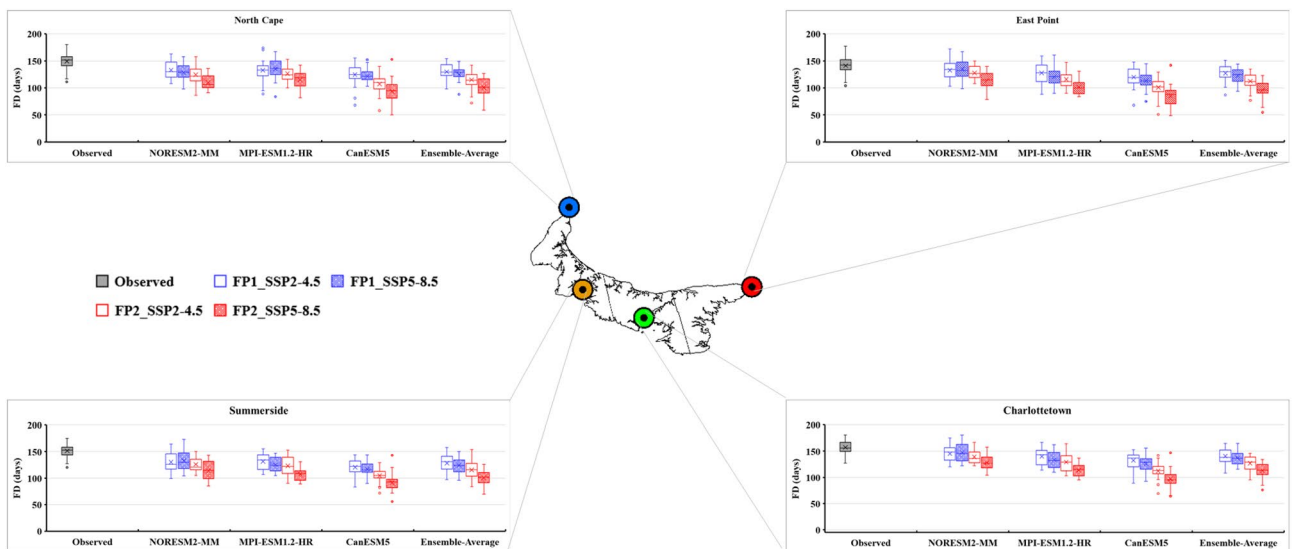 North Cape
FD (days)
200
150
100
50
0
Observed NORESM2-MM MPI-ESM1.2-HR CanESM5 Ensemble-Average
East Point
FD (days)
200
150
100
50
0
Observed NORESM2-MM MPI-ESM1.2-HR CanESM5 Ensemble-Average
Observed FP1_SSP2-4.5 FP1_SSP5-8.5
FP2_SSP2-4.5 FP2_SSP5-8.5
Summerside
FD (days)
200
150
100
50
0
Observed NORESM2-MM MPI-ESM1.2-HR CanESM5 Ensemble-Average
Charlottetown
FD (days)
200
150
100
50
0
Observed NORESM2-MM MPI-ESM1.2-HR CanESM5 Ensemble-Average